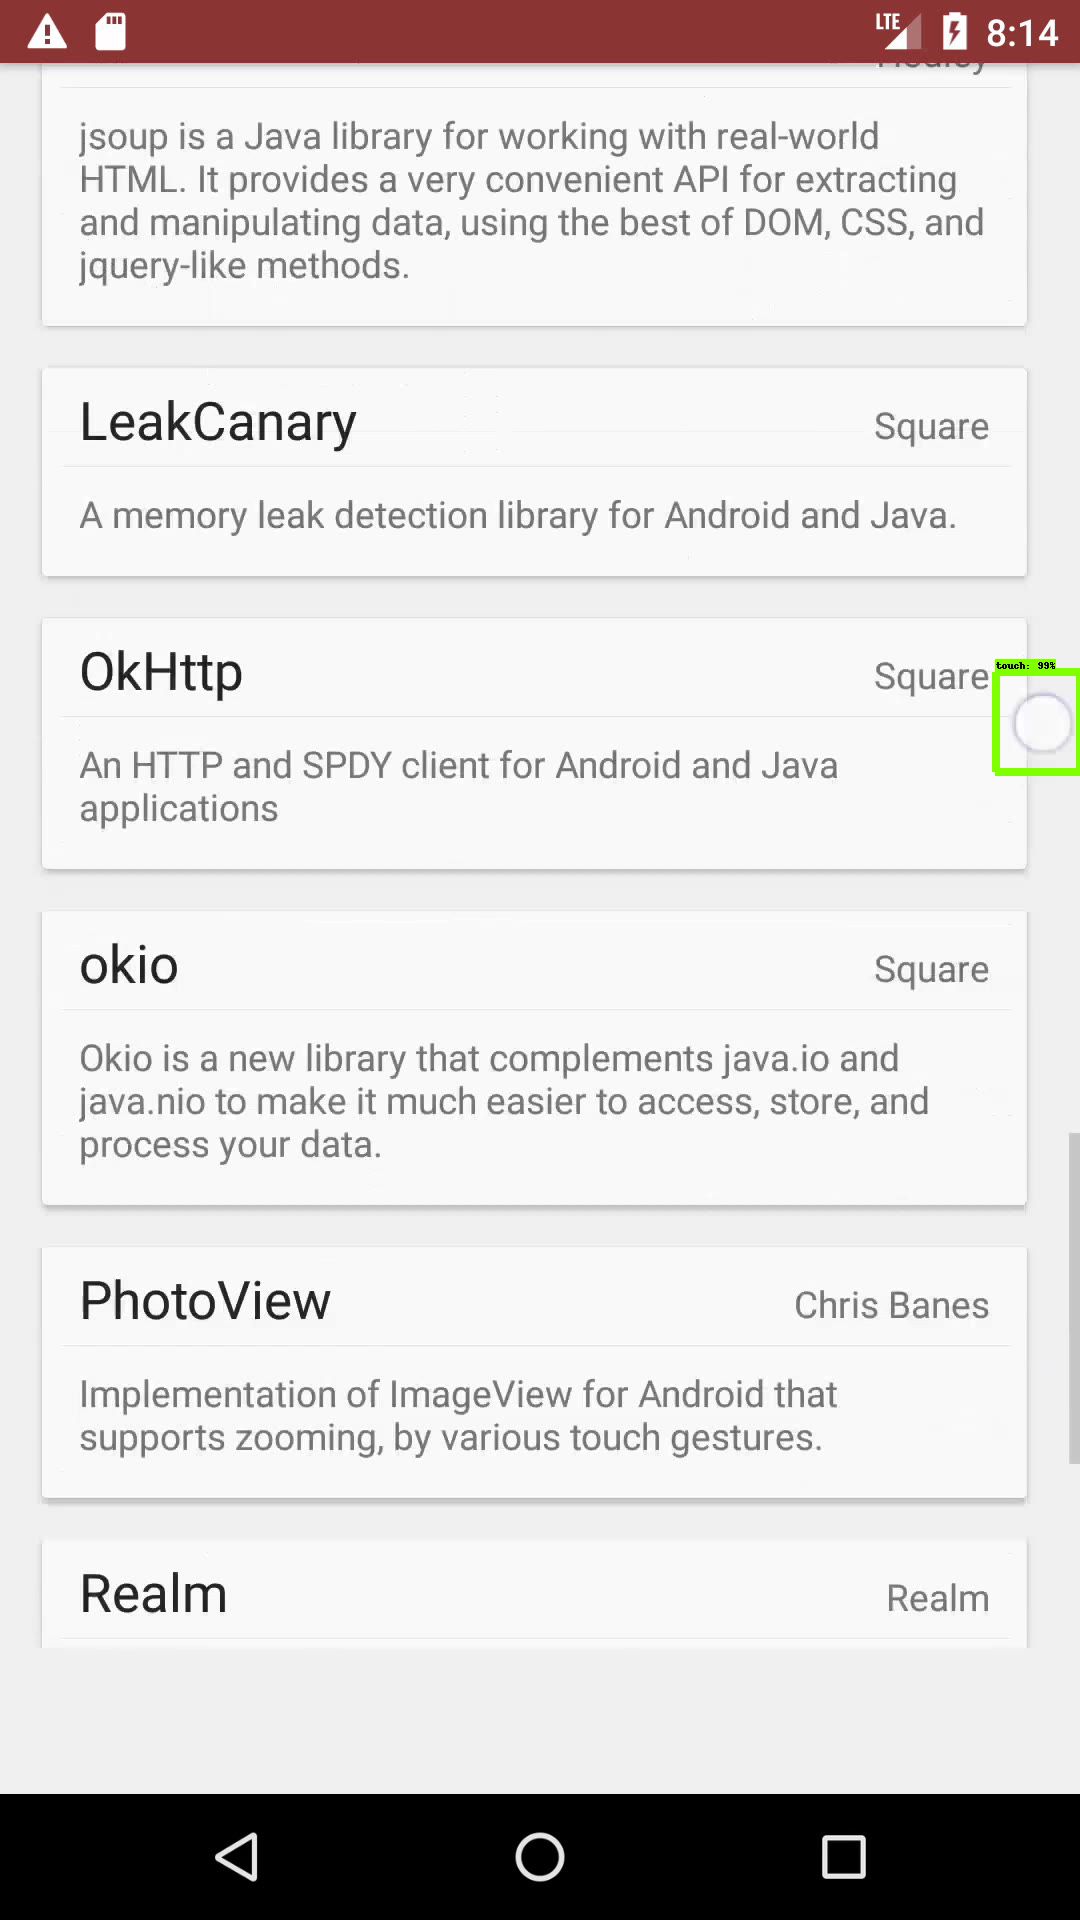 LTE 8:14
jsoup is a Java library for working with real-world
HTML. It provides a very convenient API for extracting
and manipulating data, using the best of DOM, CSS, and
jquery-like methods.
LeakCanary Square
A memory leak detection library for Android and Java.
OkHttp Square
touch: 99%
An HTTP and SPDY client for Android and Java
applications
okio Square
Okio is a new library that complements java.io and
java.nio to make it much easier to access, store, and
process your data.
PhotoView Chris Banes
Implementation of ImageView for Android that
supports zooming, by various touch gestures.
Realm Realm